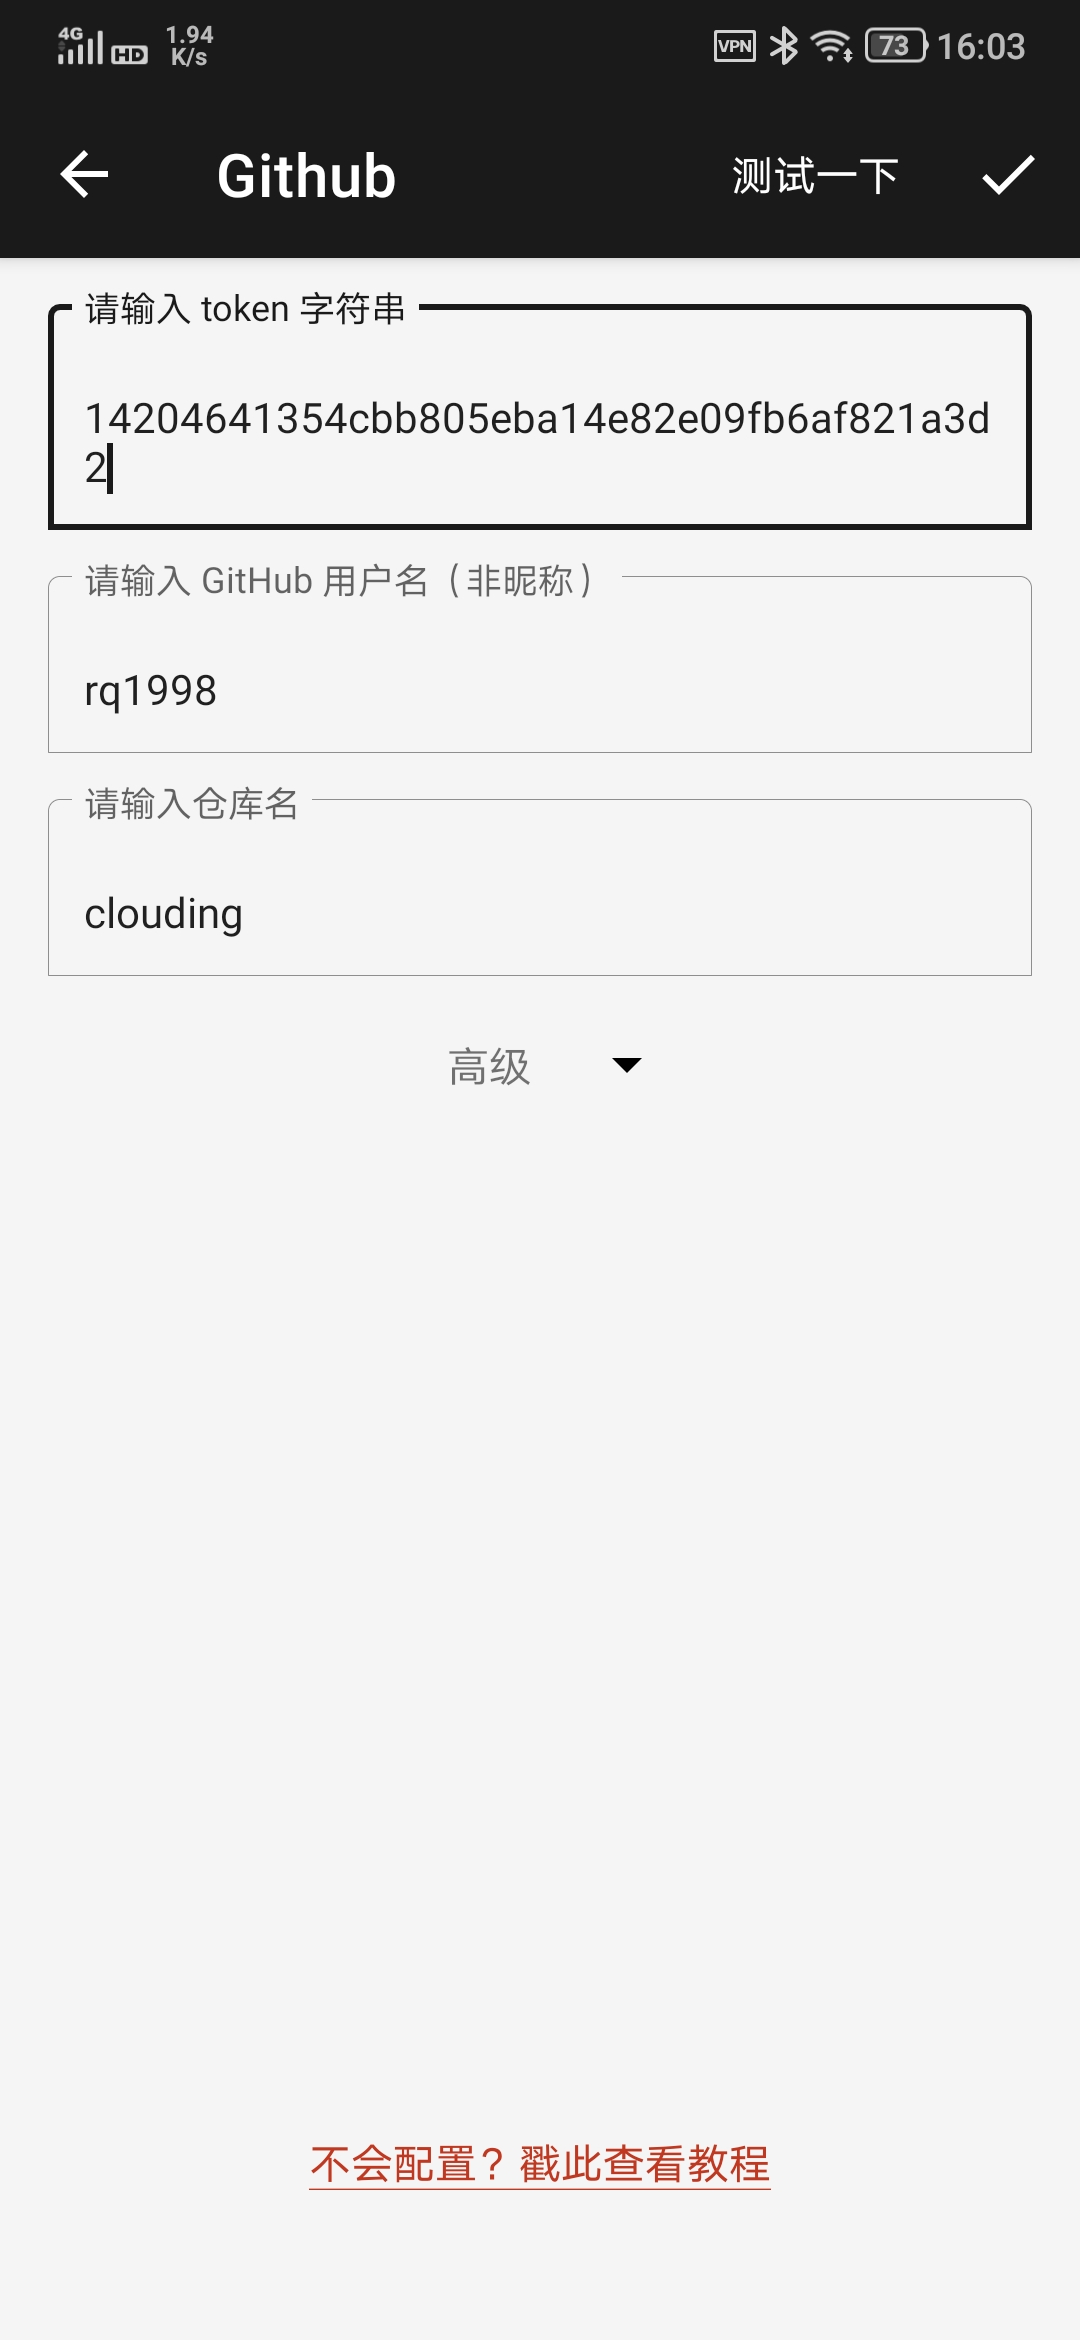 4G HD 1.94 K/s VPN 73 16:03
Github 测试一下
请输入 token 字符串
14204641354cbb805eba14e82e09fb6af821a3d
2
请输入 GitHub 用户名（非昵称）
rq1998
请输入仓库名
clouding
高级
不会配置？戳此查看教程